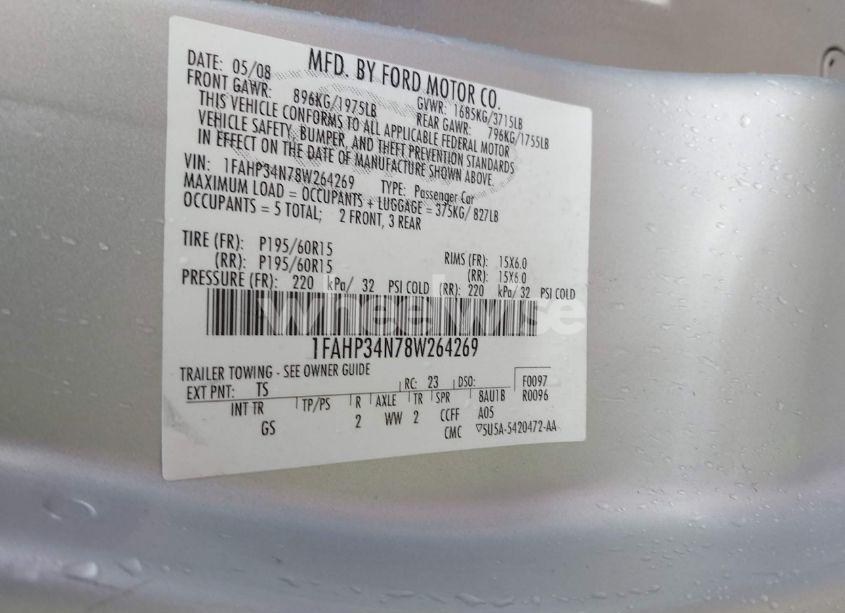 MFD. BY FORD MOTOR CO.
DATE: 05/08 GVWR: 1685KG/3715LB
FRONT GAWR: 896KG/1975LB REAR GAWR: 796KG/1755LB
THIS VEHICLE CONFORMS TO ALL APPLICABLE FEDERAL MOTOR
VEHICLE SAFETY, BUMPER, AND THEFT PREVENTION STANDARDS
IN EFFECT ON THE DATE OF MANUFACTURE SHOWN ABOVE.
VIN: 1FAHP34N78W264269 TYPE: Passenger Car
MAXIMUM LOAD = OCCUPANTS + LUGGAGE = 375KG/ 827LB
OCCUPANTS = 5 TOTAL; 2 FRONT, 3 REAR
TIRE (FR): P195/60R15 RIMS (FR): 15X6.0
(RR): P195/60R15 (RR): 15X6.0
PRESSURE (FR): 220 kPa/ 32 PSI COLD (RR): 220 kPa/ 32 PSI COLD
wheelwise
1FAHP34N78W264269
TRAILER TOWING - SEE OWNER GUIDE
EXT PNT: TS RC: 23 DSO: F0097
INT TR TP/PS R AXLE TR SPR 8AU1B R0096
GS 2 WW 2 CCFF A05
CMC ▽5U5A-5420472-AA